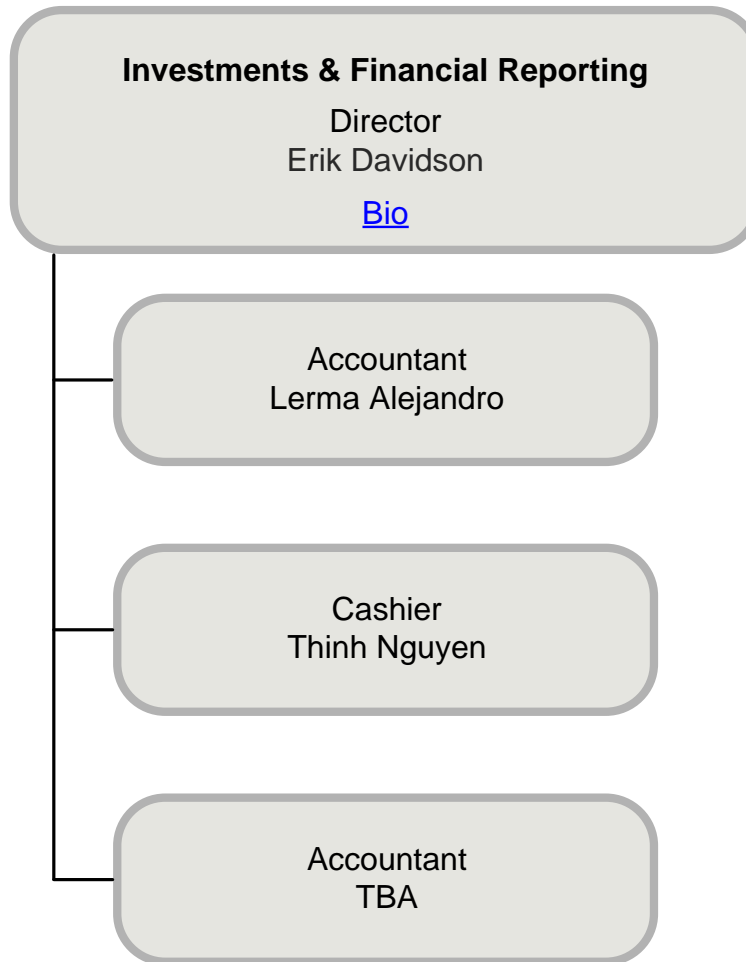 Investments & Financial Reporting
Director
Erik Davidson
Bio
Accountant
Lerma Alejandro
Cashier
Thinh Nguyen
Accountant
TBA